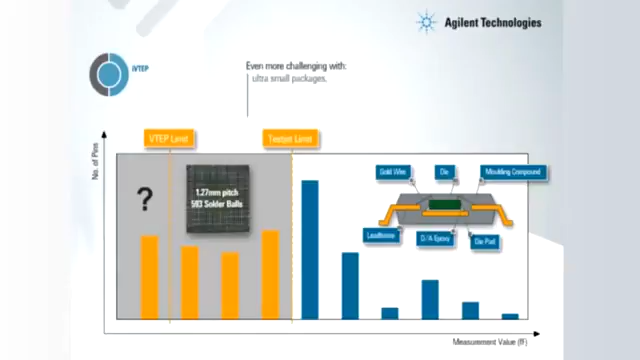 Agilent Technologies
iVTEP
Even more challenging with:
ultra small packages.
VTEP Limit
Testjet Limit
No. of Pins
?
1.27mm pitch
593 Solder Balls
Gold Wire
Die
Moulding Compound
Leadframe
D/A Epoxy
Die Pad
Measurement Value (fF)